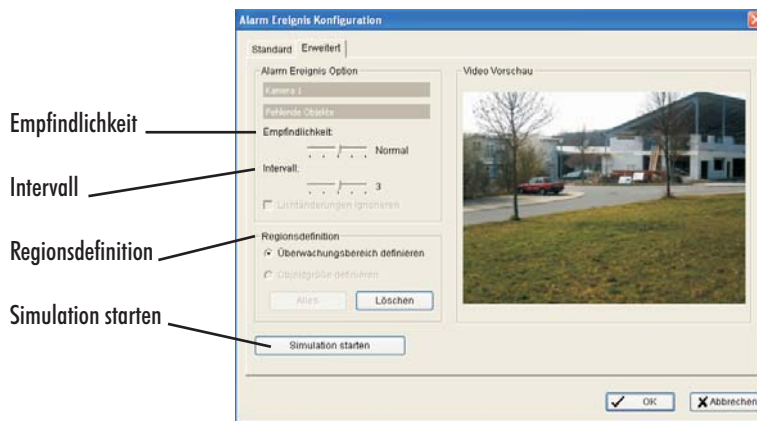 Alarm Ereignis Konfiguration
Standard Erweitert
Alarm Ereignis Option
Kamera 1
Fehlende Objekte
Empfindlichkeit:
Normal
Intervall:
3
Lichtänderungen ignorieren
Regionsdefinition
Überwachungsbereich definieren
Objektgröße definieren
Alles Löschen
Simulation starten
Video Vorschau
OK Abbrechen
Empfindlichkeit
Intervall
Regionsdefinition
Simulation starten